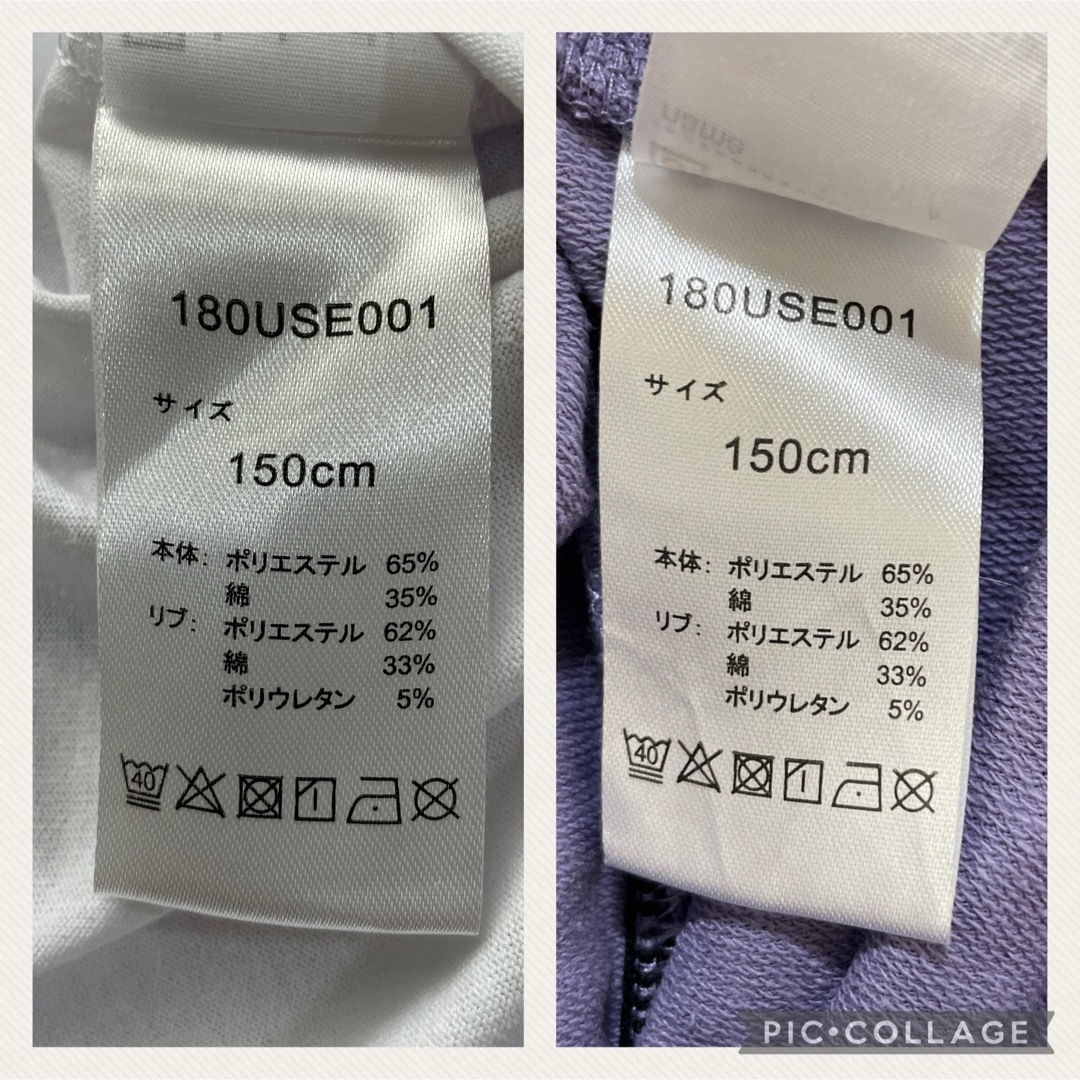 180USE001
サイズ
150cm
本体: ポリエステル 65%
綿 35%
リブ: ポリエステル 62%
綿 33%
ポリウレタン 5%
40
name
180USE001
サイズ
150cm
本体: ポリエステル 65%
綿 35%
リブ: ポリエステル 62%
綿 33%
ポリウレタン 5%
40
PIC•COLLAGE